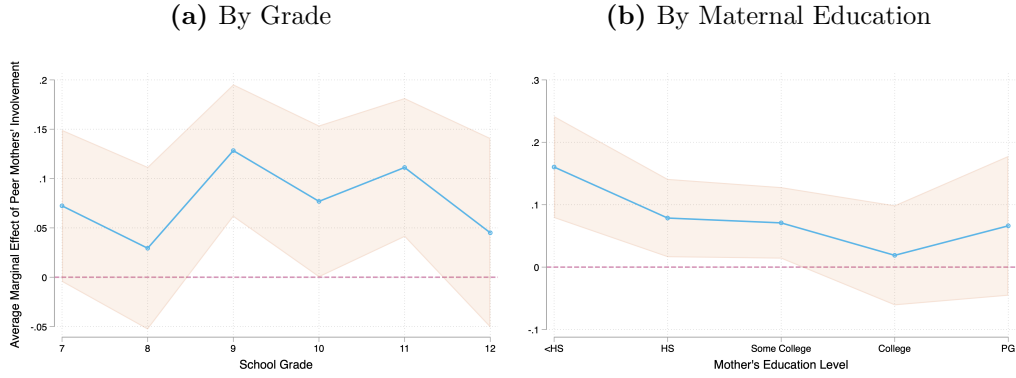 (a) By Grade
Average Marginal Effect of Peer Mothers' Involvement
.2
.15
.1
.05
0
-.05
7 8 9 10 11 12
School Grade
(b) By Maternal Education
.3
.2
.1
0
-.1
<HS HS Some College College PG
Mother's Education Level